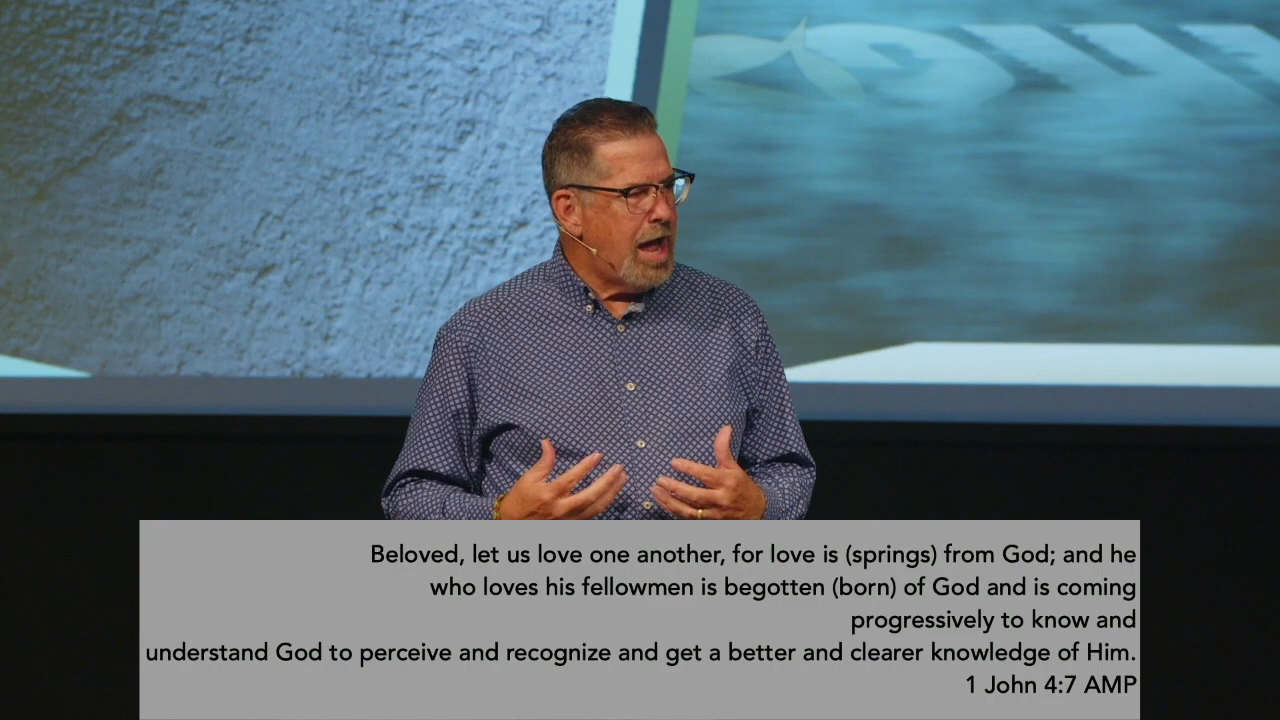 Beloved, let us love one another, for love is (springs) from God; and he
who loves his fellowmen is begotten (born) of God and is coming
progressively to know and
understand God to perceive and recognize and get a better and clearer knowledge of Him.
1 John 4:7 AMP